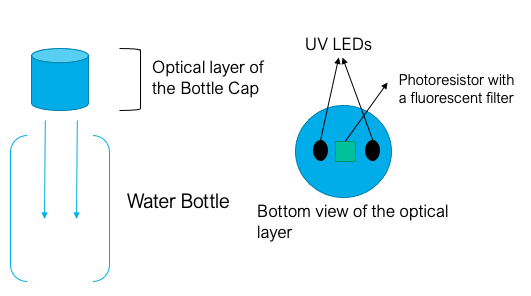 UV LEDs
Optical layer of
the Bottle Cap
Photoresistor with
a fluorescent filter
Water Bottle
Bottom view of the optical
layer